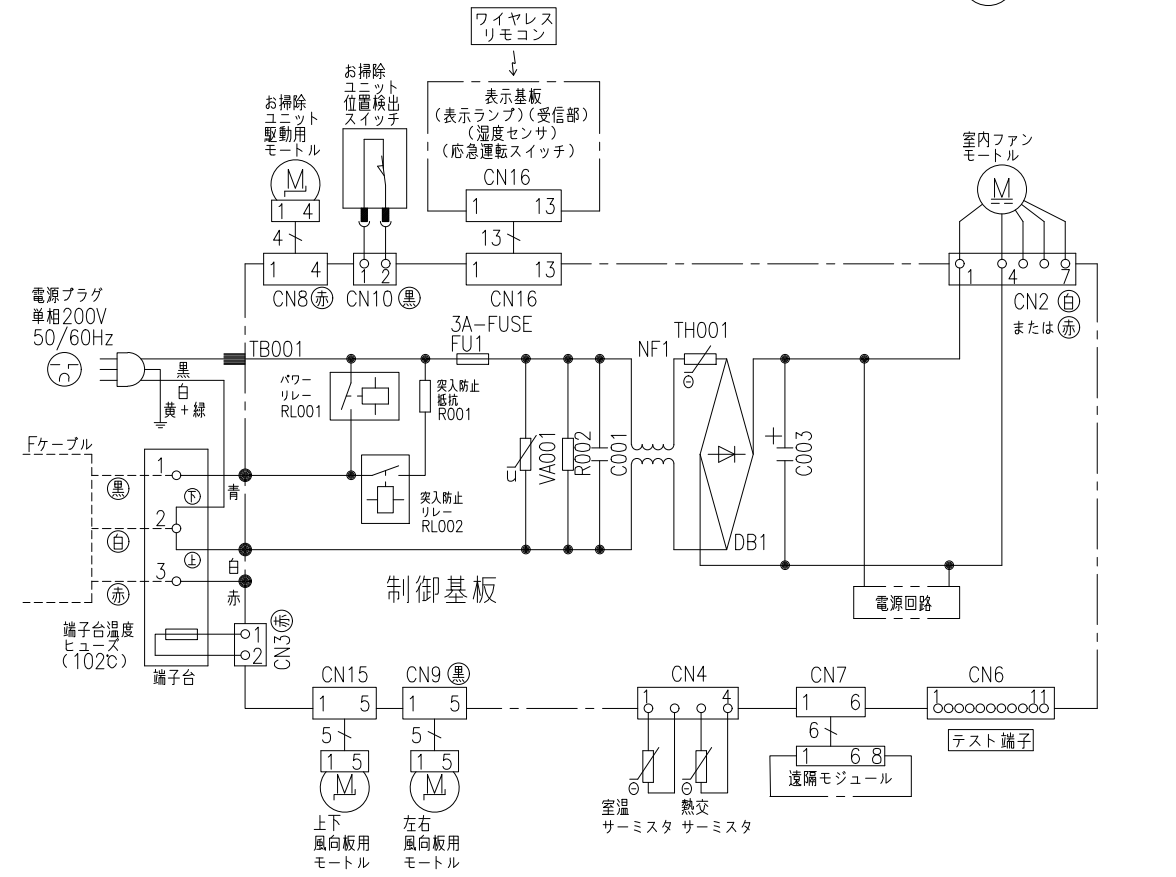 ワイヤレス
リモコン
お掃除
ユニット
駆動用
モートル
M
1 4
4
お掃除
ユニット
位置検出
スイッチ
表示基板
(表示ランプ)(受信部)
(湿度センサ)
(応急運転スイッチ)
CN16
1 13
13
室内ファン
モートル
M
1 4
CN8 赤
1 2
CN10 黒
1 13
CN16
1 4 7
CN2 白
または 赤
電源プラグ
単相200V
50/60Hz
黒
白
黄+緑
TB001
3A-FUSE
FU1
パワー
リレー
RL001
突入防止
抵抗
R001
突入防止
リレー
RL002
VA001
R002
C001
NF1
TH001
DB1
+
C003
電源回路
Fケーブル
黒
白
赤
1
2
3
下
上
青
白
赤
制御基板
端子台温度
ヒューズ
(102℃)
端子台
1
2
CN3 赤
CN15
1 5
5
1 5
M
上下
風向板用
モートル
CN9 黒
1 5
5
1 5
M
左右
風向板用
モートル
CN4
1 4
室温
サーミスタ
熱交
サーミスタ
CN7
1 6
6
1 6 8
遠隔モジュール
CN6
1 11
テスト端子